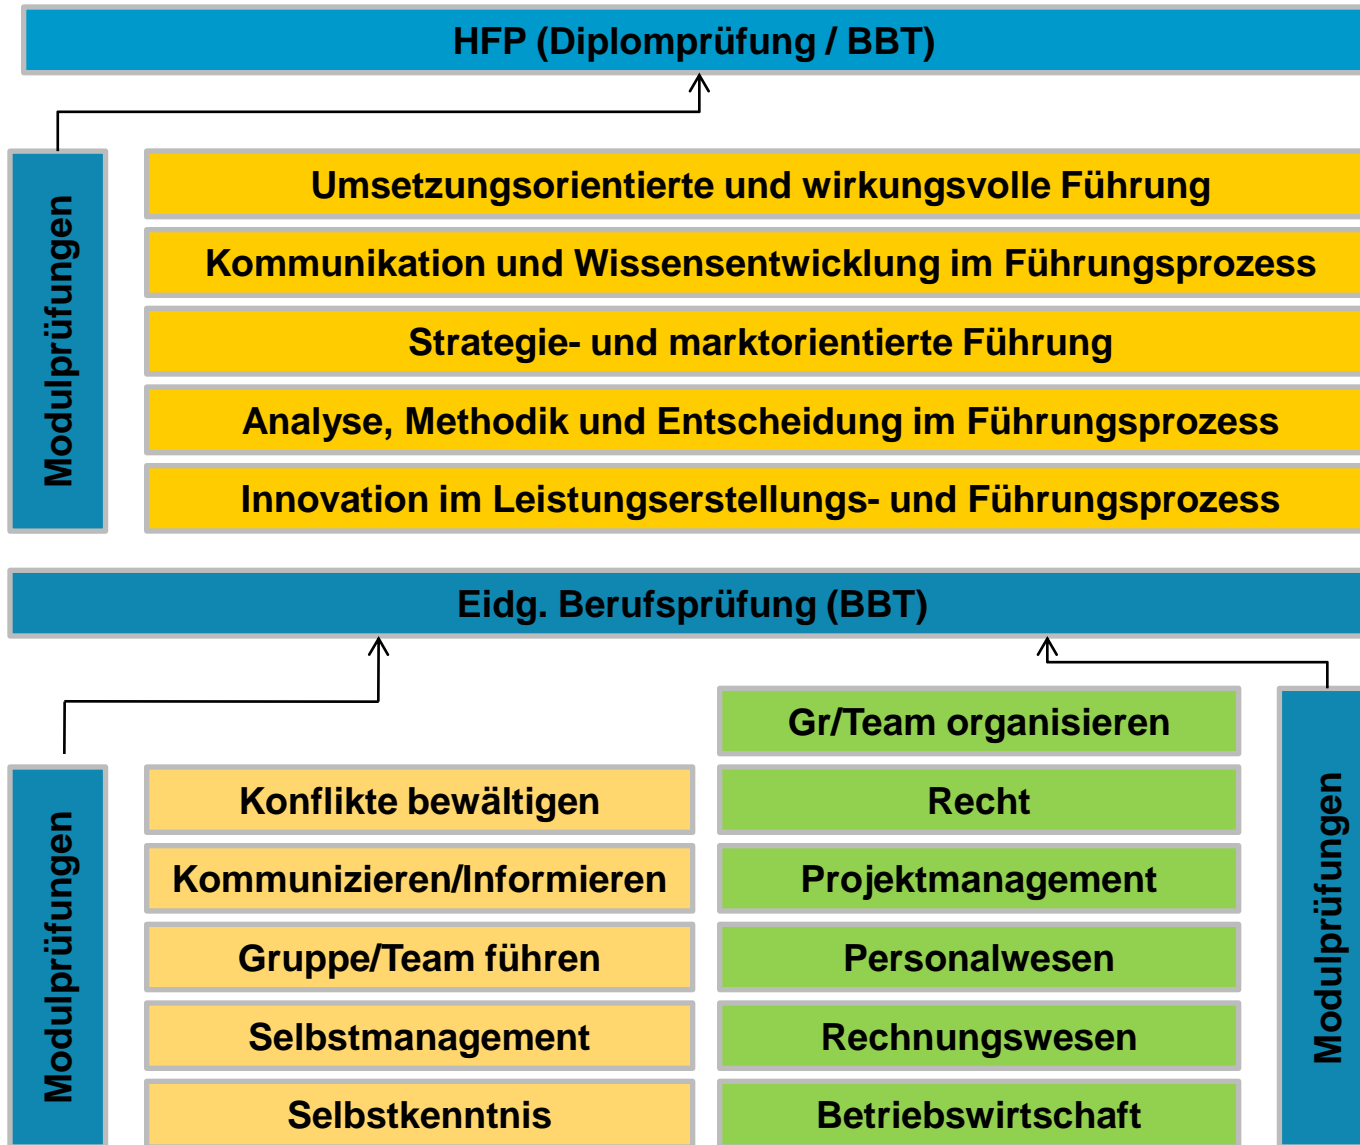 HFP (Diplomprüfung / BBT)
Modulprüfungen
Umsetzungsorientierte und wirkungsvolle Führung
Kommunikation und Wissensentwicklung im Führungsprozess
Strategie- und marktorientierte Führung
Analyse, Methodik und Entscheidung im Führungsprozess
Innovation im Leistungserstellungs- und Führungsprozess
Eidg. Berufsprüfung (BBT)
Modulprüfungen
Konflikte bewältigen
Kommunizieren/Informieren
Gruppe/Team führen
Selbstmanagement
Selbstkenntnis
Gr/Team organisieren
Recht
Projektmanagement
Personalwesen
Rechnungswesen
Betriebswirtschaft
Modulprüfungen